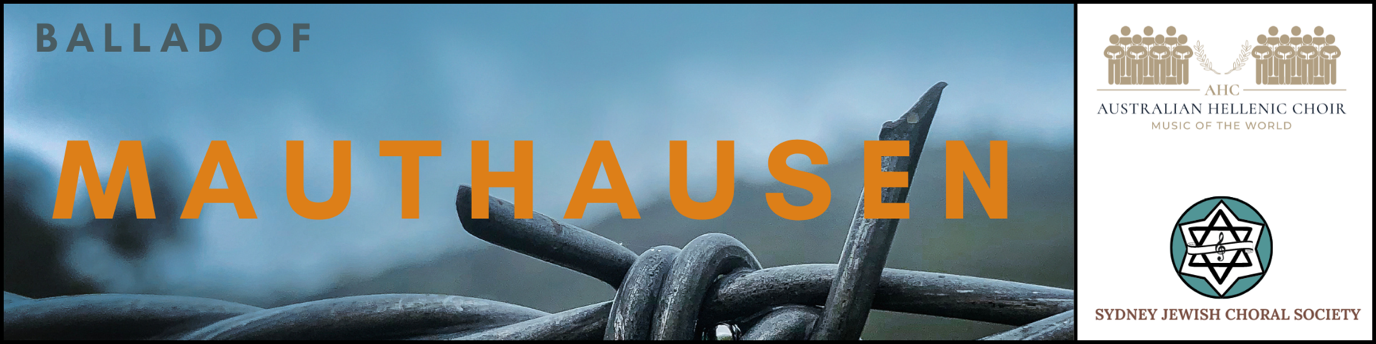 BALLAD OF
MAUTHAUSEN
AHC
AUSTRALIAN HELLENIC CHOIR
MUSIC OF THE WORLD
SYDNEY JEWISH CHORAL SOCIETY